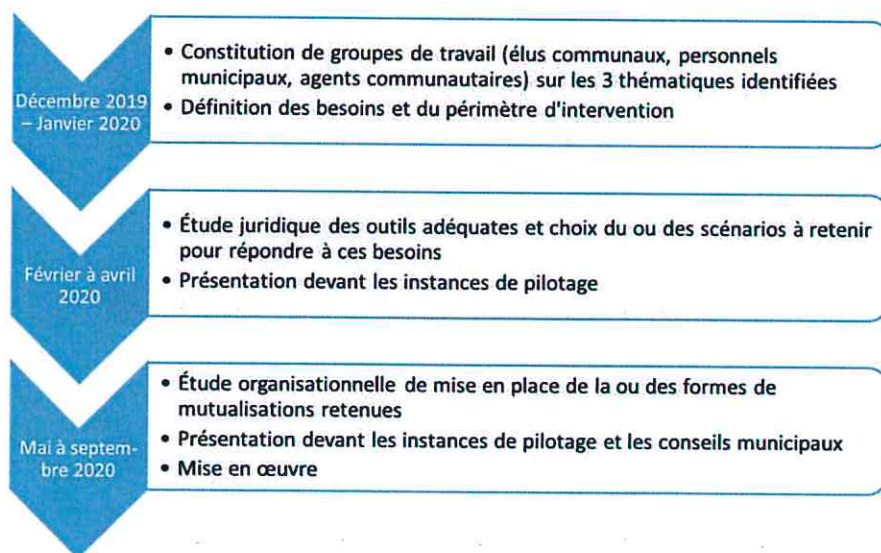 Décembre 2019
– Janvier 2020
• Constitution de groupes de travail (élus communaux, personnels
municipaux, agents communautaires) sur les 3 thématiques identifiées
• Définition des besoins et du périmètre d'intervention
Février à avril
2020
• Étude juridique des outils adéquates et choix du ou des scénarios à retenir
pour répondre à ces besoins
• Présentation devant les instances de pilotage
Mai à septem-
bre 2020
• Étude organisationnelle de mise en place de la ou des formes de
mutualisations retenues
• Présentation devant les instances de pilotage et les conseils municipaux
• Mise en œuvre